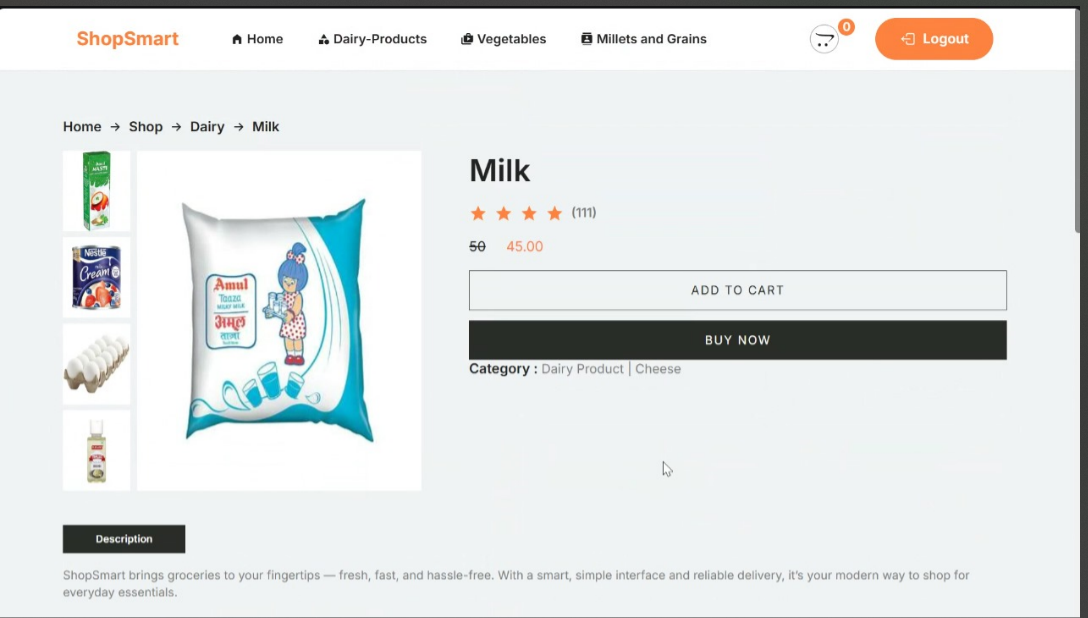 ShopSmart
Home
Dairy-Products
Vegetables
Millets and Grains
0
Logout
Home → Shop → Dairy → Milk
Milk
(111)
50 45.00
ADD TO CART
BUY NOW
Category : Dairy Product | Cheese
Nestle
Cream
Amul
Taaza
अमूल
ताज़ा
Description
ShopSmart brings groceries to your fingertips — fresh, fast, and hassle-free. With a smart, simple interface and reliable delivery, it's your modern way to shop for
everyday essentials.